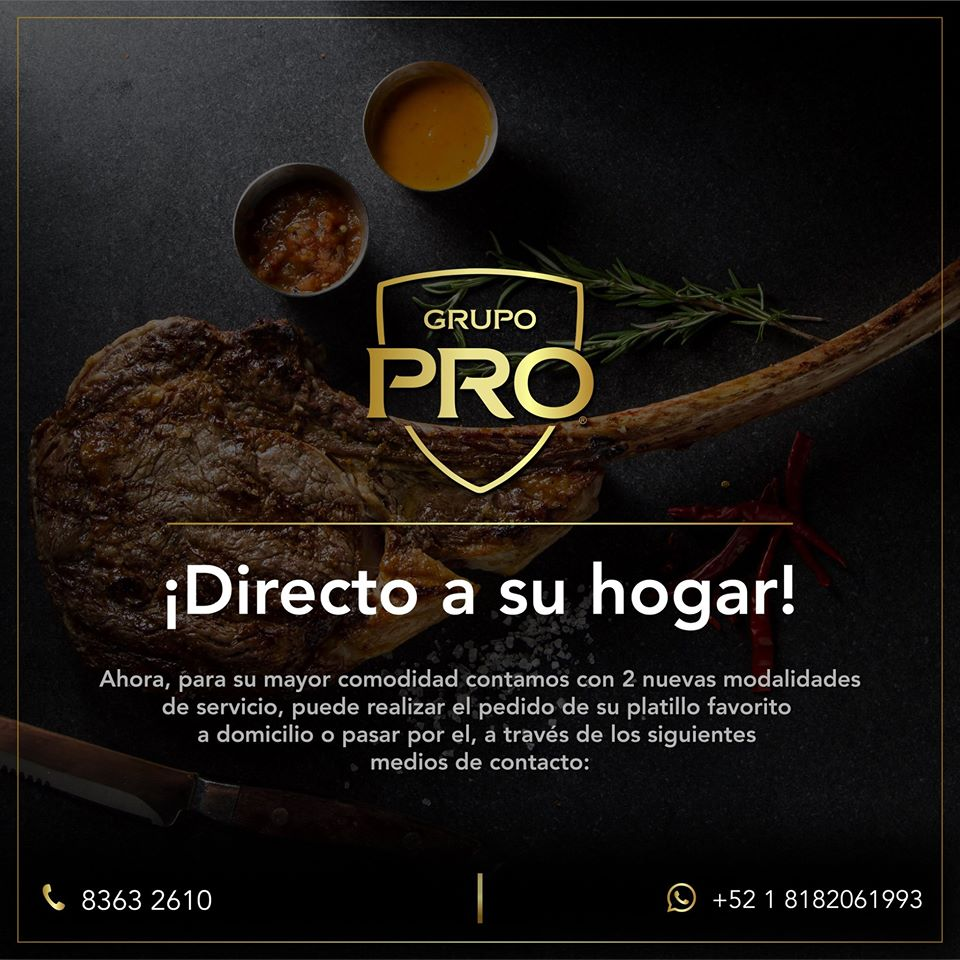 GRUPO
PRO®
¡Directo a su hogar!
Ahora, para su mayor comodidad contamos con 2 nuevas modalidades
de servicio, puede realizar el pedido de su platillo favorito
a domicilio o pasar por el, a través de los siguientes
medios de contacto:
8363 2610
+52 1 8182061993